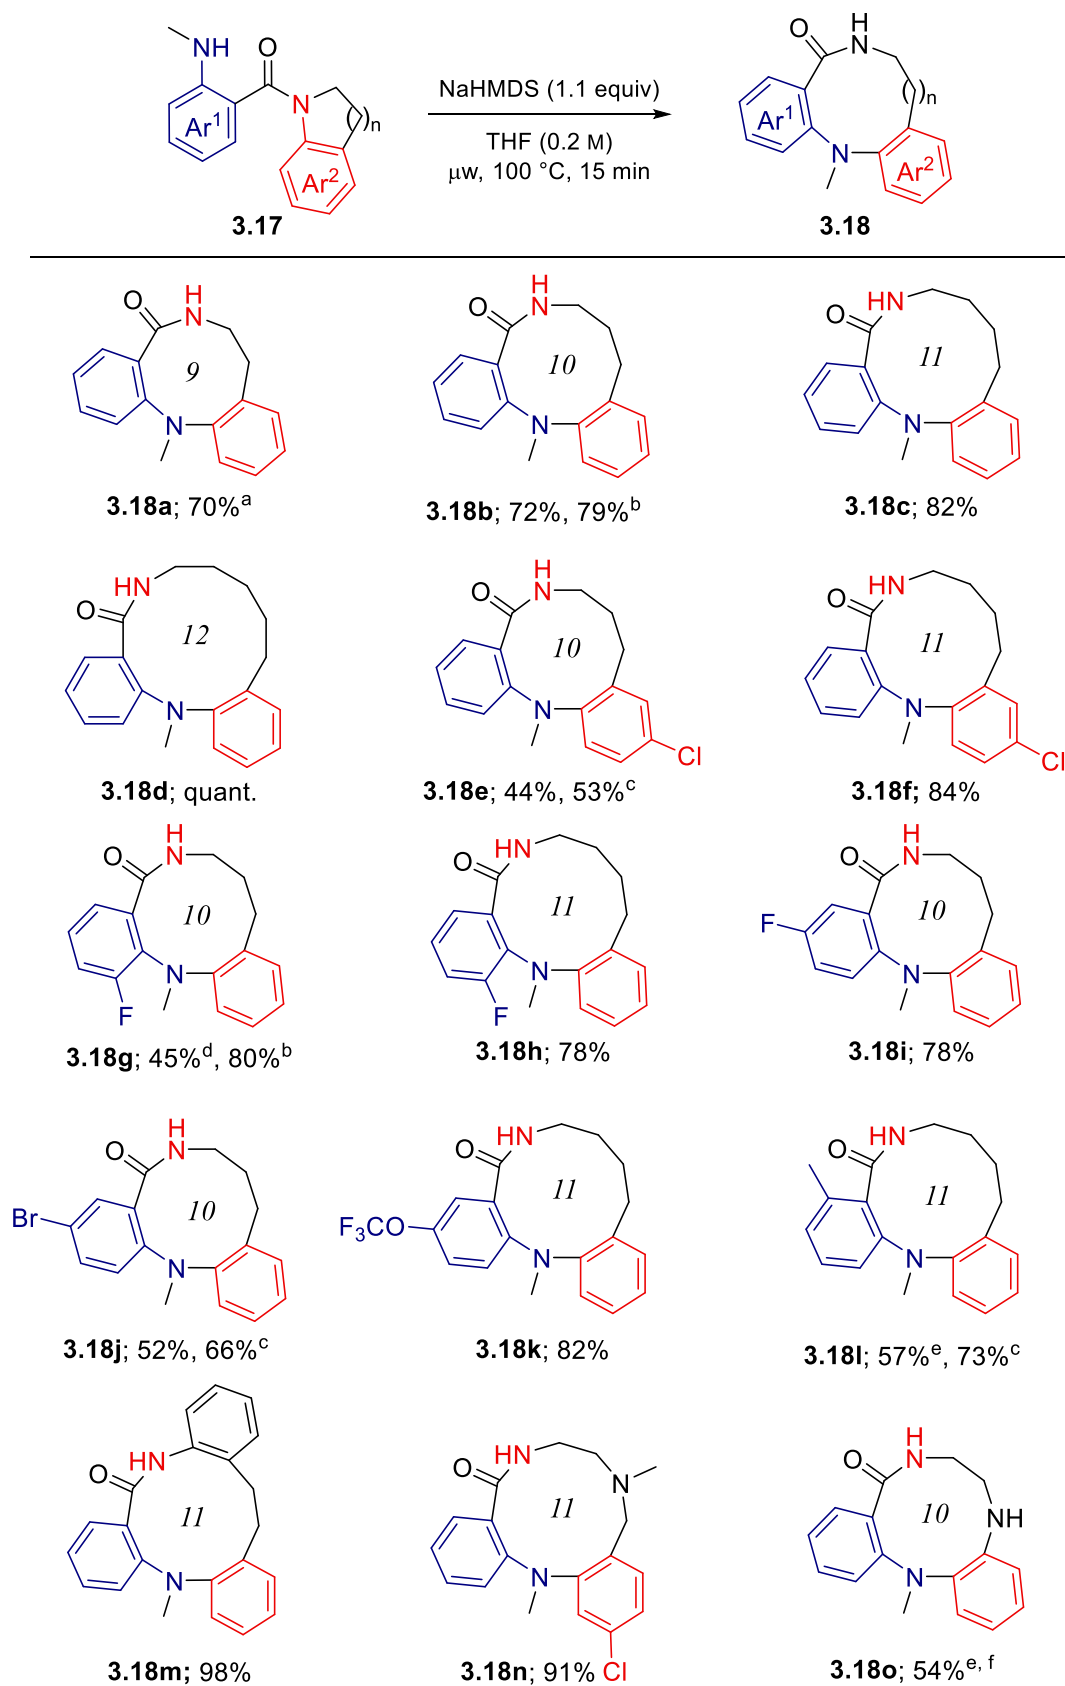 NH
O
N
Ar¹
( )n
Ar²
3.17
NaHMDS (1.1 equiv)
THF (0.2 M)
μw, 100 °C, 15 min
O
H
N
( )n
Ar¹
N
Ar²
3.18
O
H
N
9
N
3.18a; 70%ᵃ
O
H
N
10
N
3.18b; 72%, 79%ᵇ
O
HN
11
N
3.18c; 82%
HN
O
12
N
3.18d; quant.
O
H
N
10
N
Cl
3.18e; 44%, 53%ᶜ
O
HN
11
N
Cl
3.18f; 84%
O
H
N
10
N
F
3.18g; 45%ᵈ, 80%ᵇ
O
HN
11
N
F
3.18h; 78%
O
H
N
F
10
N
3.18i; 78%
O
H
N
Br
10
N
3.18j; 52%, 66%ᶜ
O
HN
11
F₃CO
N
3.18k; 82%
O
HN
11
N
3.18l; 57%ᵉ, 73%ᶜ
HN
O
11
N
3.18m; 98%
O
HN
N
11
N
Cl
3.18n; 91%
O
H
N
10
NH
N
3.18o; 54%ᵉ, ᶠ